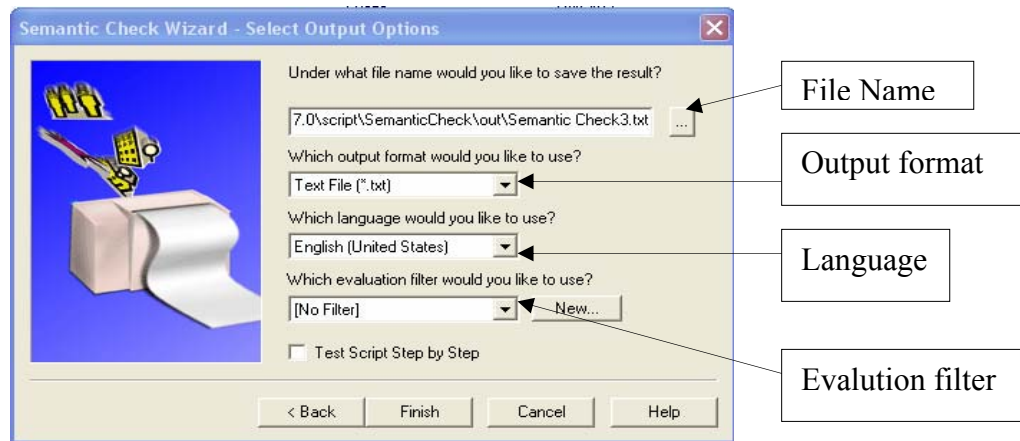 Semantic Check Wizard - Select Output Options
Under what file name would you like to save the result?
7.0\script\SemanticCheck\out\Semantic Check3.txt ...
File Name
Which output format would you like to use?
Text File (*.txt)
Output format
Which language would you like to use?
English (United States)
Language
Which evaluation filter would you like to use?
[No Filter] New...
Test Script Step by Step
Evalution filter
< Back Finish Cancel Help